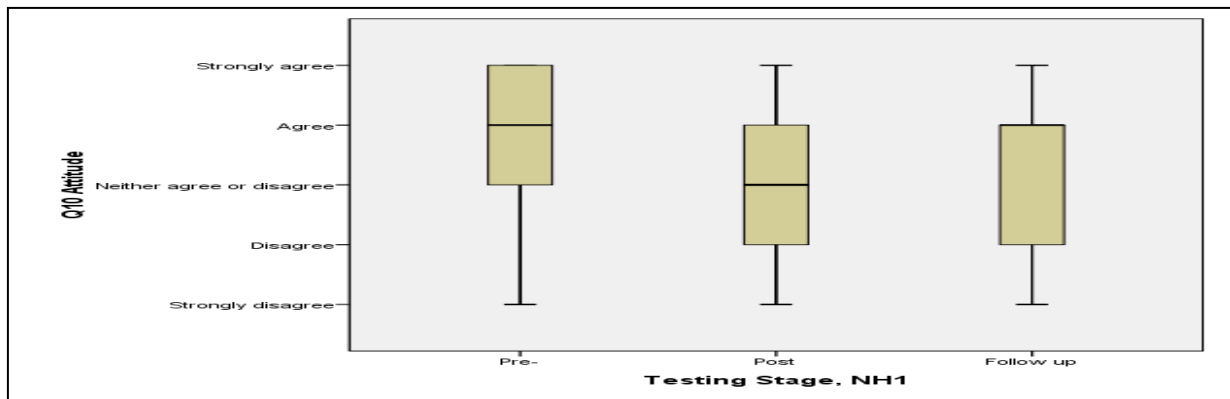 Strongly agree
Agree
Neither agree or disagree
Disagree
Strongly disagree
Q10 Attitude
Pre-
Post
Follow up
Testing Stage, NH1